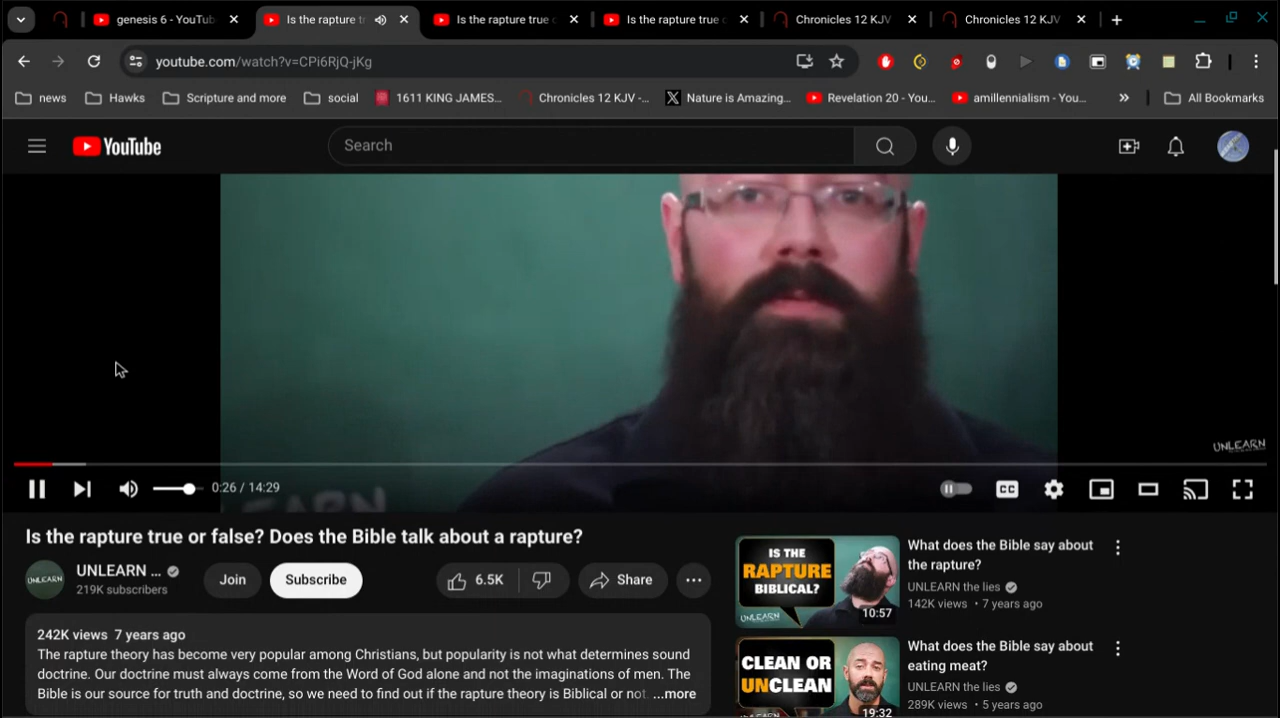 genesis 6 - YouTub
Is the rapture tr
Is the rapture true o
Is the rapture true o
Chronicles 12 KJV
Chronicles 12 KJV
youtube.com/watch?v=CPi6RjQ-jKg
news
Hawks
Scripture and more
social
1611 KING JAMES...
Chronicles 12 KJV -...
Nature is Amazing...
Revelation 20 - You...
amillennialism - You...
All Bookmarks
YouTube
Search
UNLEARN
0:26 / 14:29
CC
Is the rapture true or false? Does the Bible talk about a rapture?
UNLEARN
UNLEARN ...
219K subscribers
Join
Subscribe
6.5K
Share
242K views 7 years ago
The rapture theory has become very popular among Christians, but popularity is not what determines sound
doctrine. Our doctrine must always come from the Word of God alone and not the imaginations of men. The
Bible is our source for truth and doctrine, so we need to find out if the rapture theory is Biblical or not. ...more
IS THE
RAPTURE
BIBLICAL?
UNLEARN
10:57
What does the Bible say about
the rapture?
UNLEARN the lies
142K views • 7 years ago
CLEAN OR
UNCLEAN
19:32
What does the Bible say about
eating meat?
UNLEARN the lies
289K views • 5 years ago